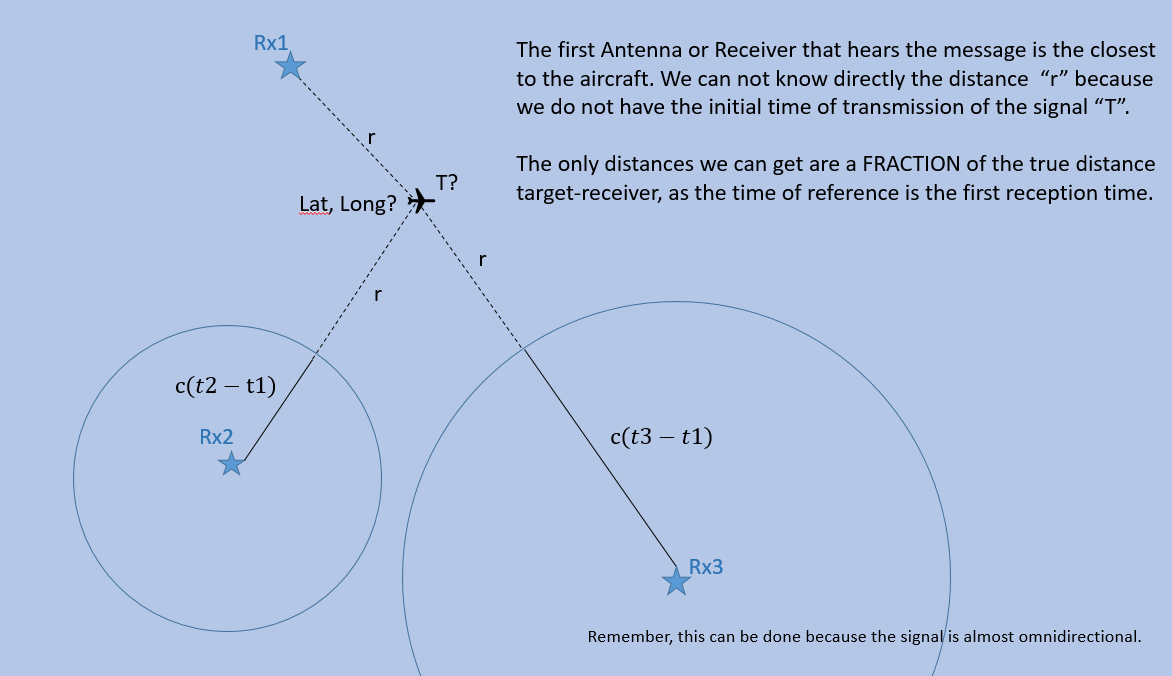 Rx1
The first Antenna or Receiver that hears the message is the closest
to the aircraft. We can not know directly the distance “r” because
we do not have the initial time of transmission of the signal “T”.
r
The only distances we can get are a FRACTION of the true distance
target-receiver, as the time of reference is the first reception time.
T?
Lat, Long?
r
r
c(t2 – t1)
Rx2
c(t3 − t1)
Rx3
Remember, this can be done because the signal is almost omnidirectional.